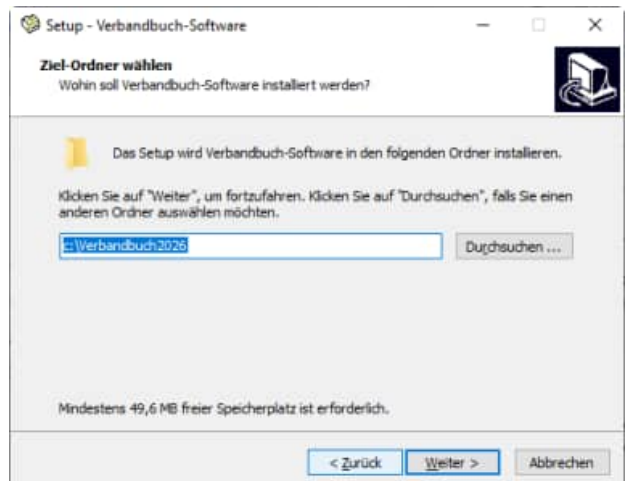 Setup - Verbandbuch-Software
Ziel-Ordner wählen
Wohin soll Verbandbuch-Software installiert werden?
Das Setup wird Verbandbuch-Software in den folgenden Ordner installieren.
Klicken Sie auf "Weiter", um fortzufahren. Klicken Sie auf "Durchsuchen", falls Sie einen
anderen Ordner auswählen möchten.
c:\Verbandbuch2026
Durchsuchen ...
Mindestens 49,6 MB freier Speicherplatz ist erforderlich.
< Zurück
Weiter >
Abbrechen